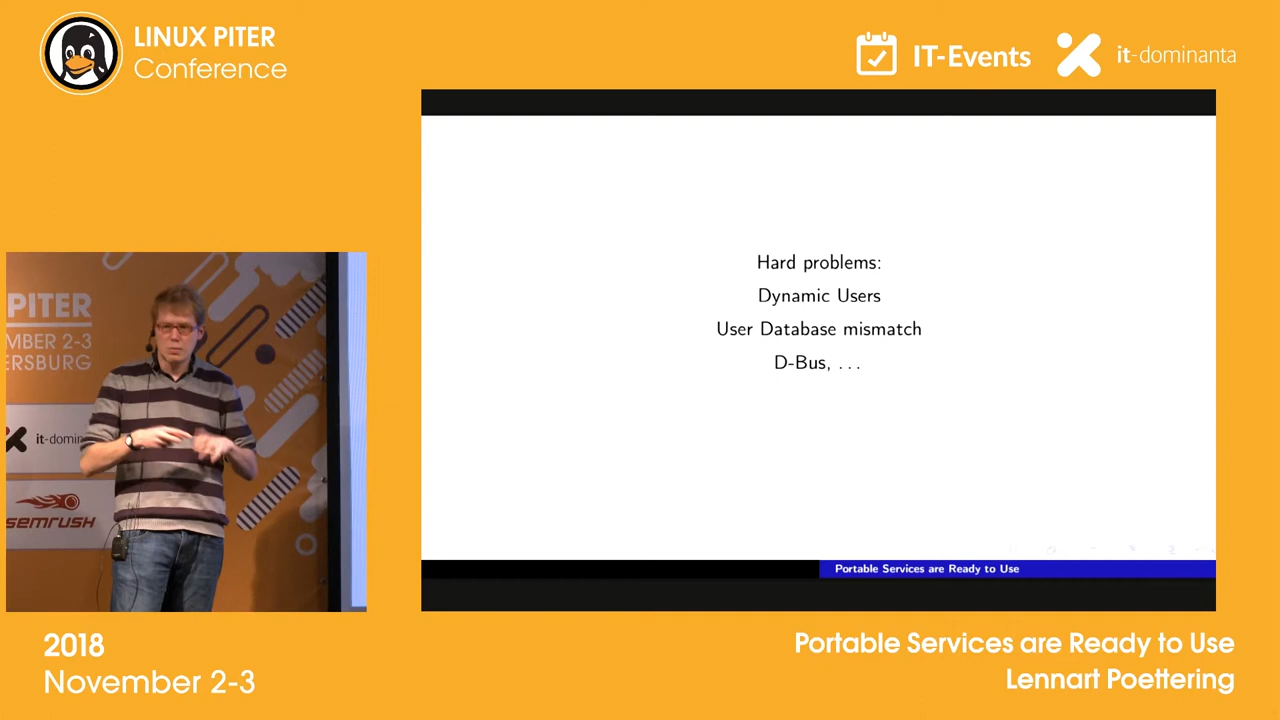 LINUX PITER
Conference
IT-Events
it-dominanta
Hard problems:
Dynamic Users
User Database mismatch
D-Bus, . . .
Portable Services are Ready to Use
PITER
MBER 2-3
ERSBURG
it-domin
semrush
2018
November 2-3
Portable Services are Ready to Use
Lennart Poettering